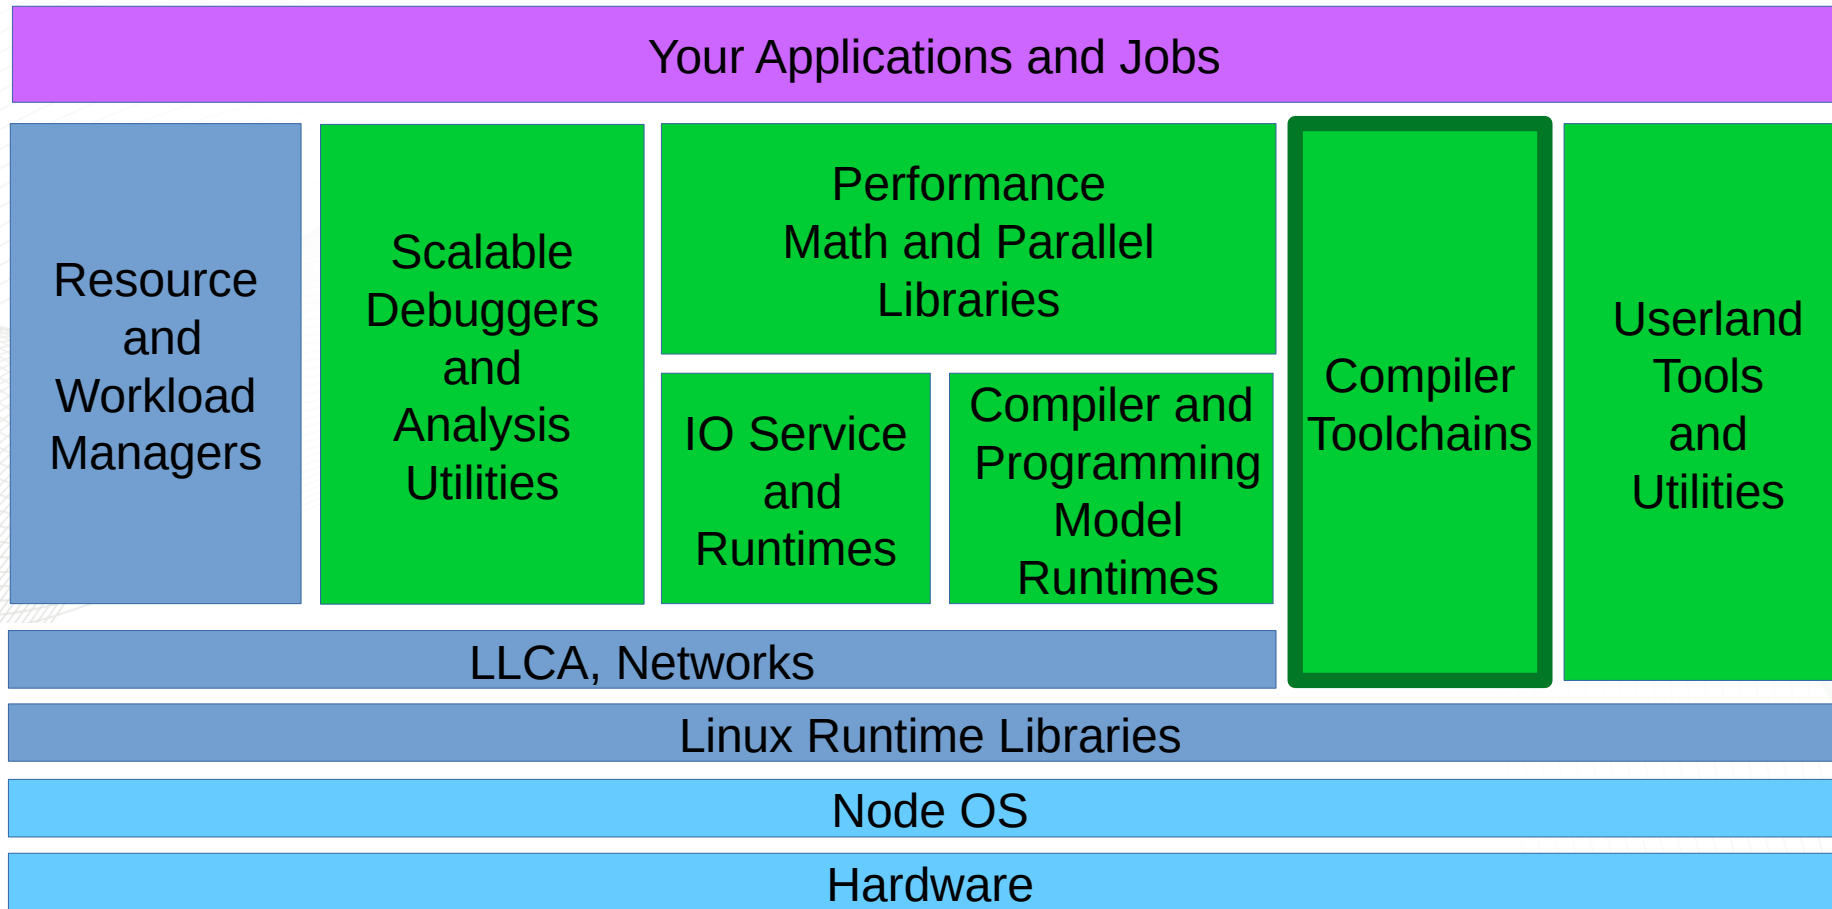 Your Applications and Jobs
Resource
and
Workload
Managers
Scalable
Debuggers
and
Analysis
Utilities
Performance
Math and Parallel
Libraries
IO Service
and
Runtimes
Compiler and
Programming
Model
Runtimes
Compiler
Toolchains
Userland
Tools
and
Utilities
LLCA, Networks
Linux Runtime Libraries
Node OS
Hardware